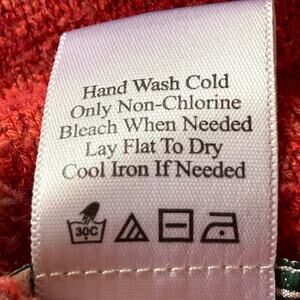 Hand Wash Cold
Only Non-Chlorine
Bleach When Needed
Lay Flat To Dry
Cool Iron If Needed
30C